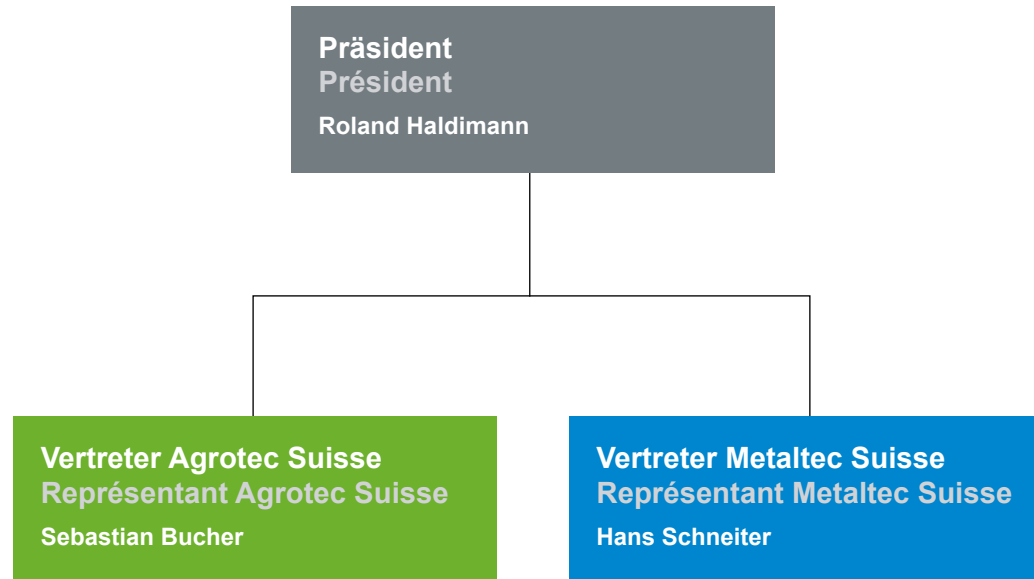 Präsident
Président
Roland Haldimann
Vertreter Agrotec Suisse
Représentant Agrotec Suisse
Sebastian Bucher
Vertreter Metaltec Suisse
Représentant Metaltec Suisse
Hans Schneiter